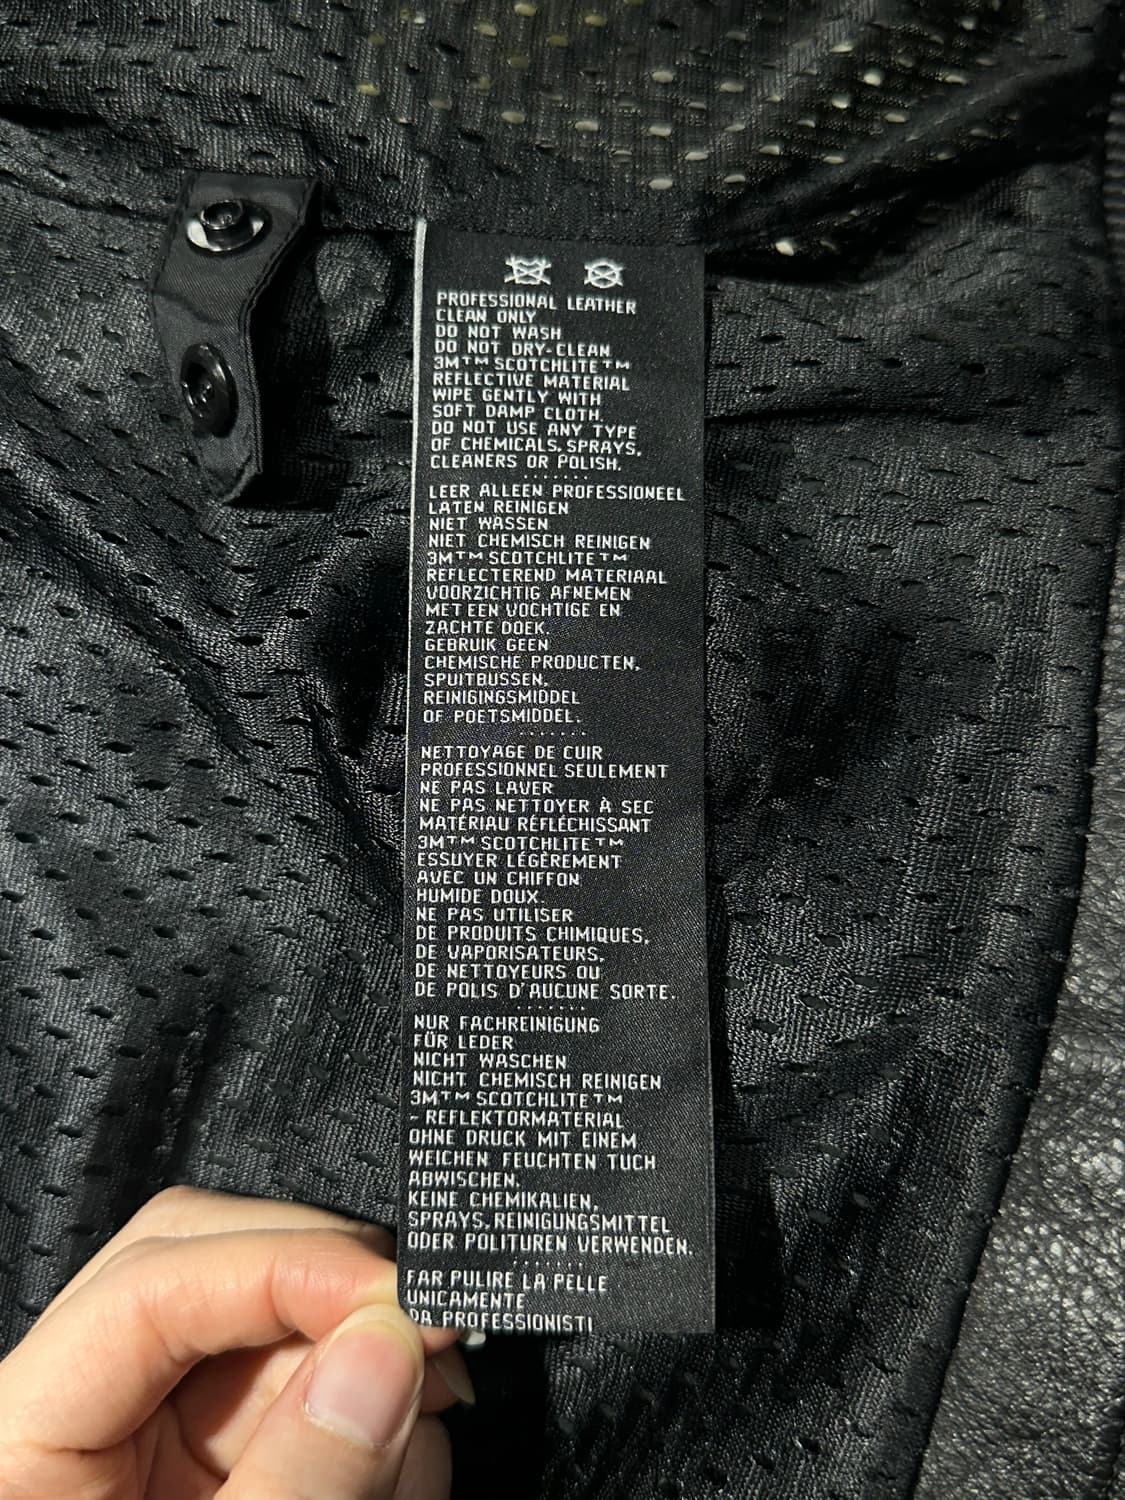 PROFESSIONAL LEATHER
CLEAN ONLY
DO NOT WASH
DO NOT DRY-CLEAN
3M™ SCOTCHLITE™
REFLECTIVE MATERIAL
WIPE GENTLY WITH
SOFT DAMP CLOTH.
DO NOT USE ANY TYPE
OF CHEMICALS, SPRAYS,
CLEANERS OR POLISH.
.......
LEER ALLEEN PROFESSIONEEL
LATEN REINIGEN
NIET WASSEN
NIET CHEMISCH REINIGEN
3M™ SCOTCHLITE™
REFLECTEREND MATERIAAL
VOORZICHTIG AFNEMEN
MET EEN VOCHTIGE EN
ZACHTE DOEK.
GEBRUIK GEEN
CHEMISCHE PRODUCTEN,
SPUITBUSSEN,
REINIGINGSMIDDEL
OF POETSMIDDEL.
.......
NETTOYAGE DE CUIR
PROFESSIONNEL SEULEMENT
NE PAS LAVER
NE PAS NETTOYER À SEC
MATÉRIAU RÉFLÉCHISSANT
3M™ SCOTCHLITE™
ESSUYER LÉGÈREMENT
AVEC UN CHIFFON
HUMIDE DOUX.
NE PAS UTILISER
DE PRODUITS CHIMIQUES,
DE VAPORISATEURS,
DE NETTOYEURS OU
DE POLIS D'AUCUNE SORTE.
.......
NUR FACHREINIGUNG
FÜR LEDER
NICHT WASCHEN
NICHT CHEMISCH REINIGEN
3M™ SCOTCHLITE™
- REFLEKTORMATERIAL
OHNE DRUCK MIT EINEM
WEICHEN FEUCHTEN TUCH
ABWISCHEN.
KEINE CHEMIKALIEN,
SPRAYS, REINIGUNGSMITTEL
ODER POLITUREN VERWENDEN.
.......
FAR PULIRE LA PELLE
UNICAMENTE
DA PROFESSIONISTI